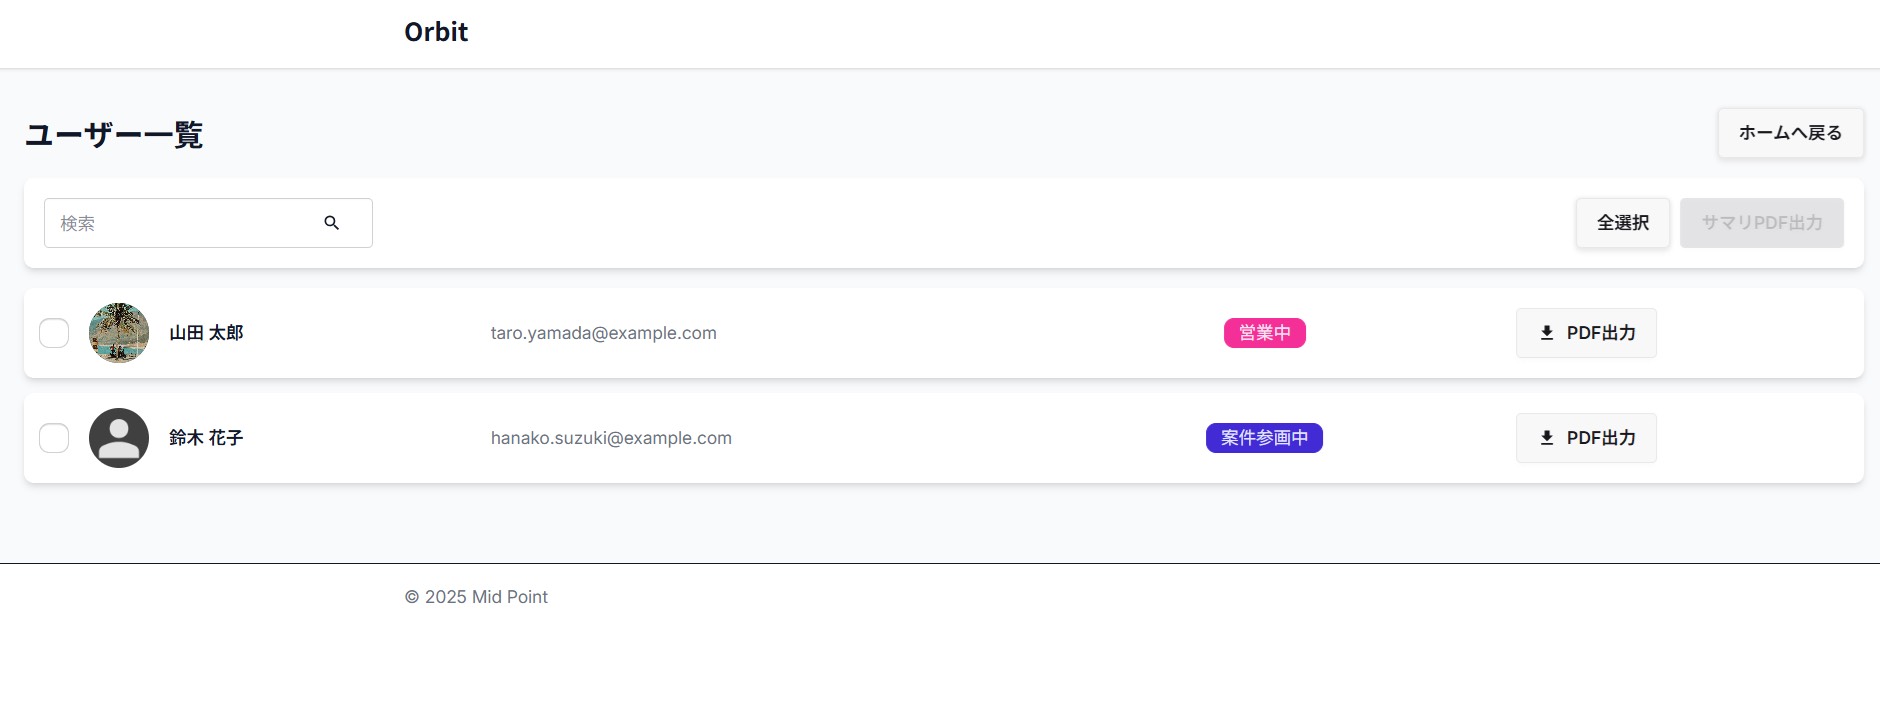 Orbit
ユーザー一覧
ホームへ戻る
検索
全選択
サマリPDF出力
山田 太郎
taro.yamada@example.com
営業中
PDF出力
鈴木 花子
hanako.suzuki@example.com
案件参画中
PDF出力
© 2025 Mid Point